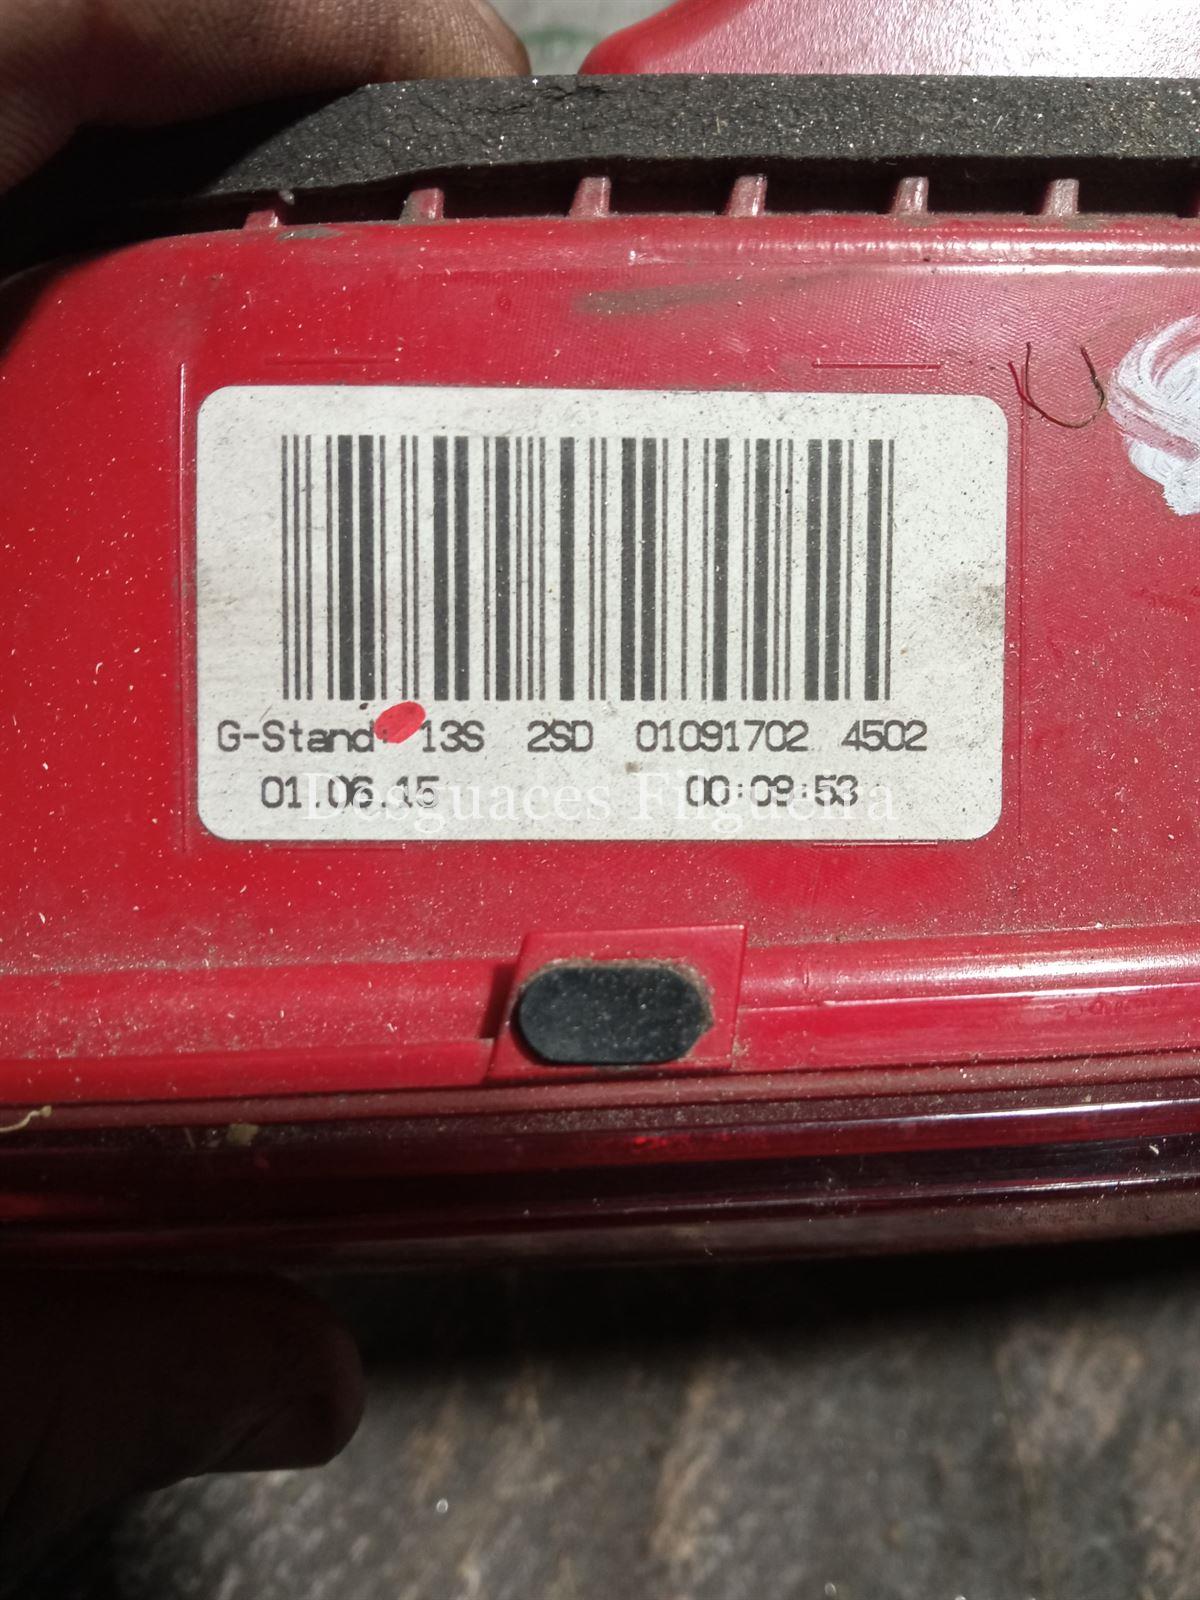 G-Stand: 13S 2SD 01091702 4502
01.06.15 00:09:53
Desguaces Figueira